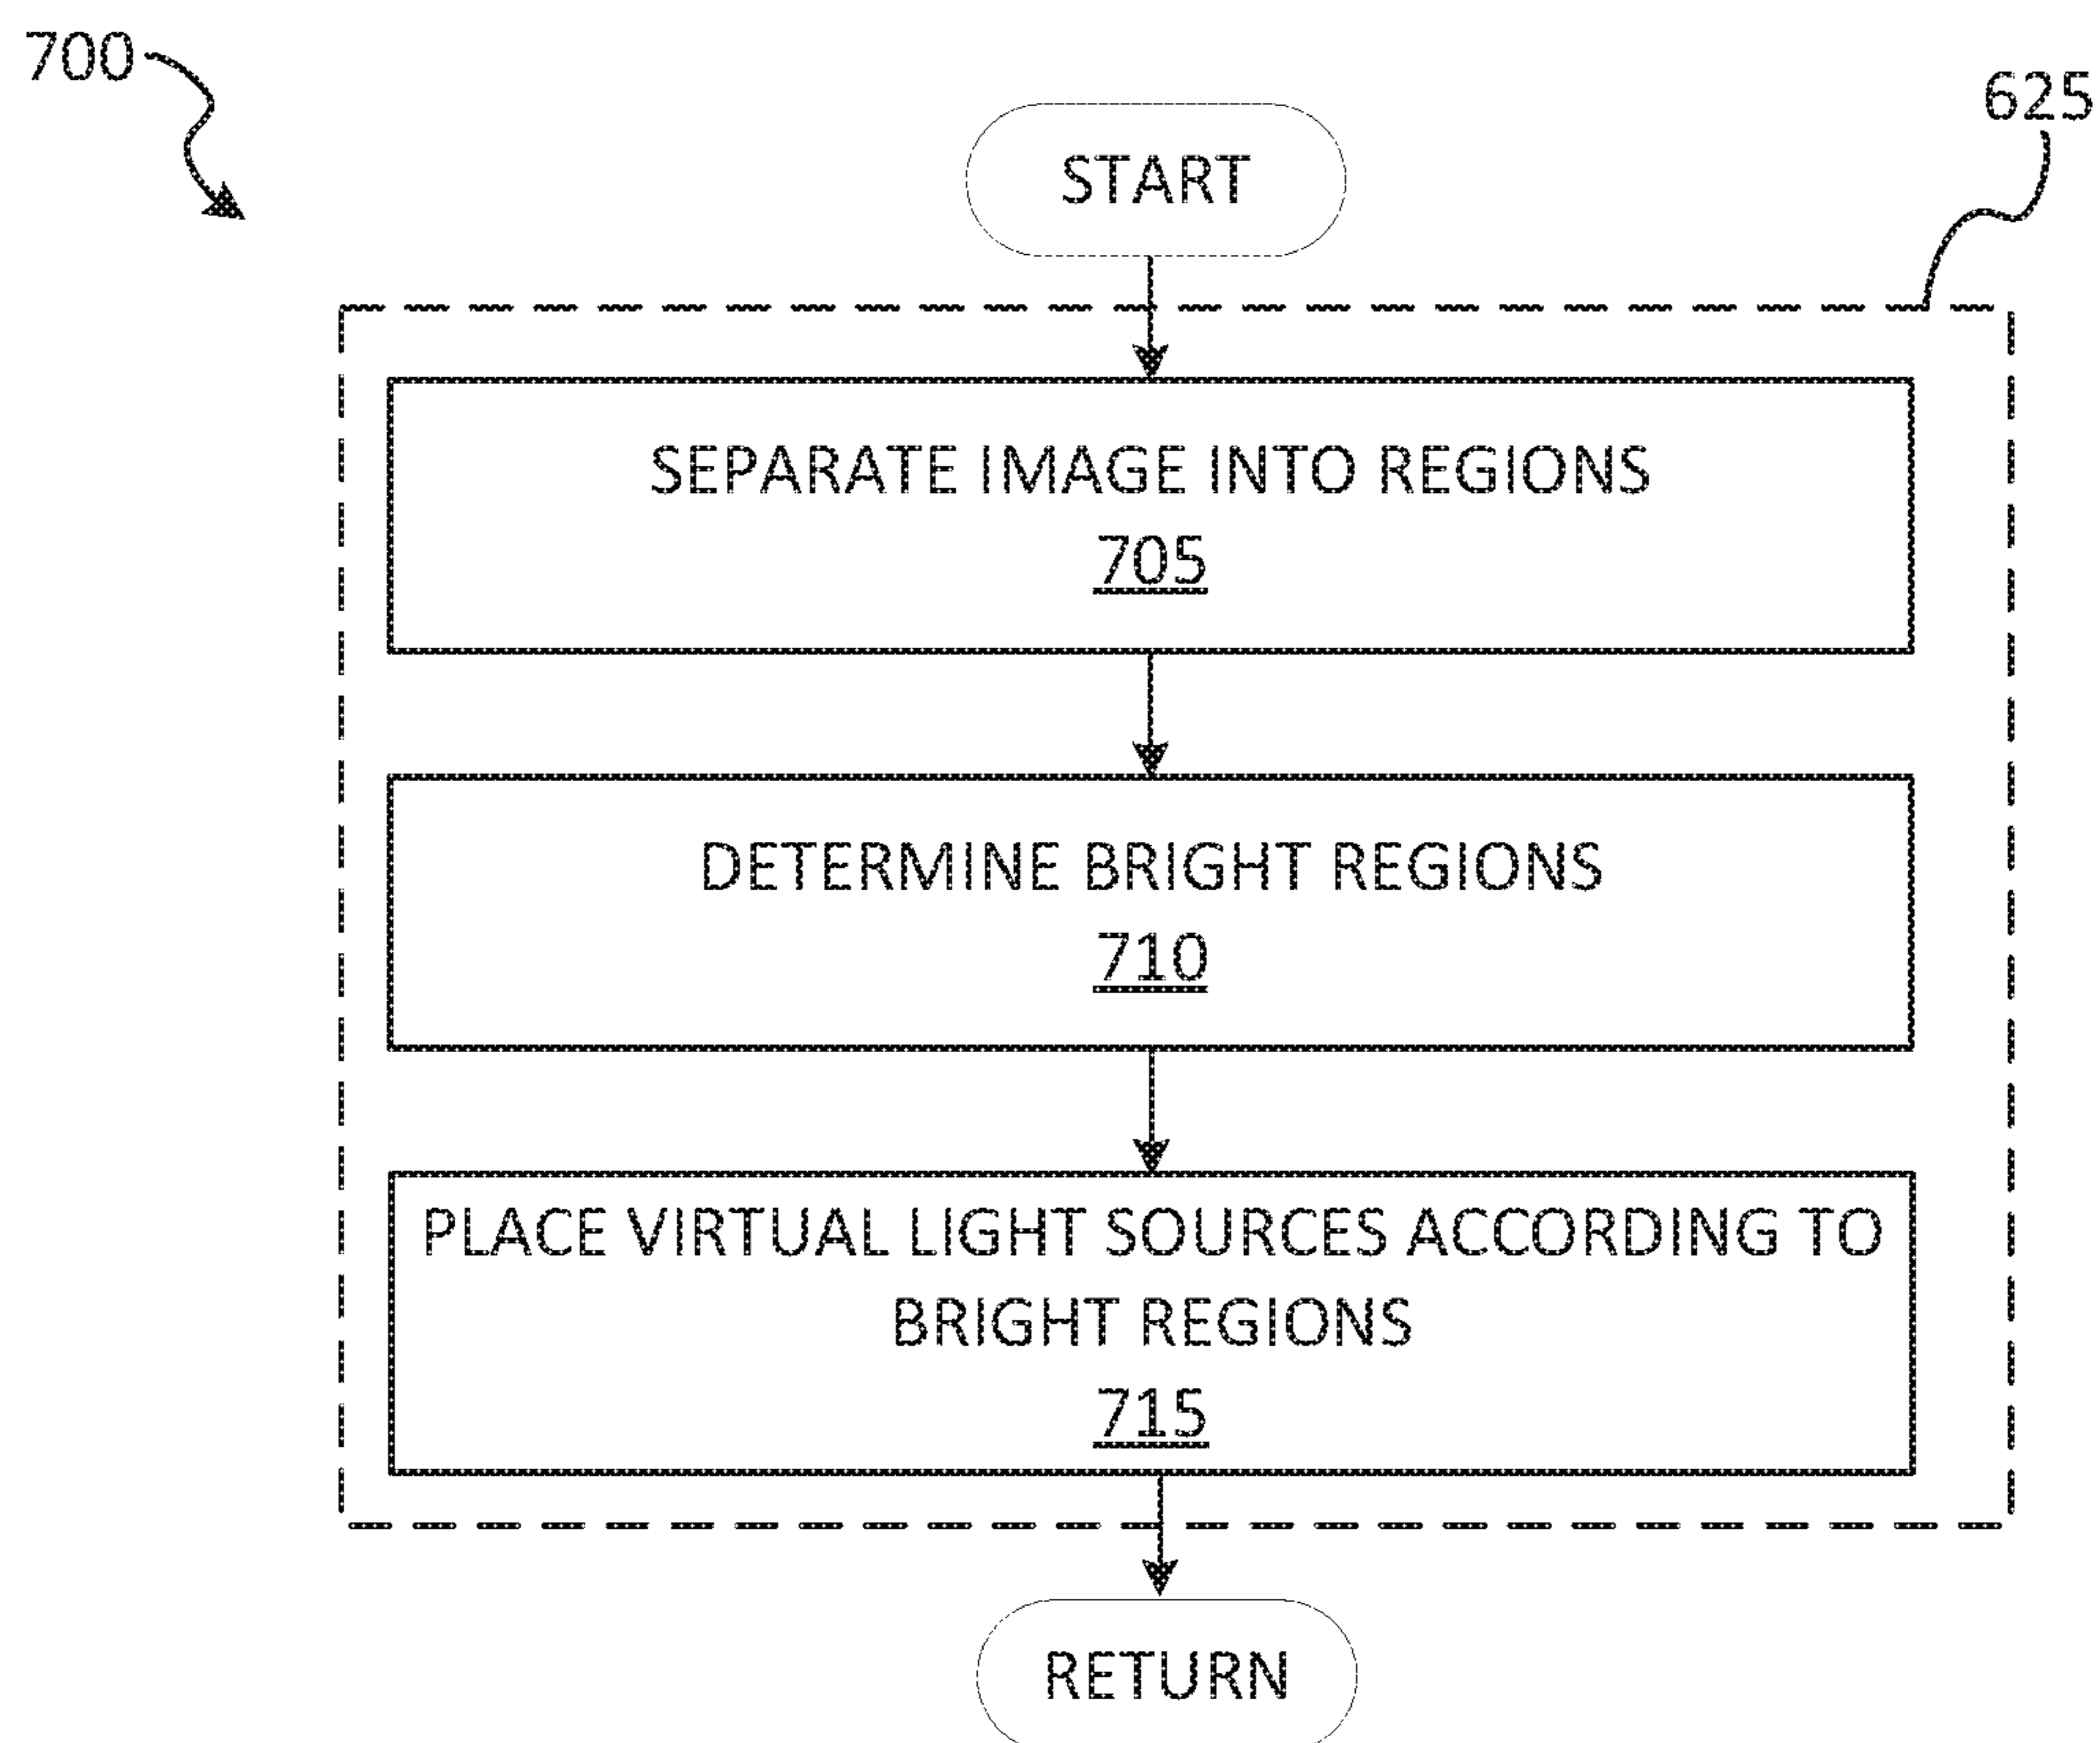 700
625
START
SEPARATE IMAGE INTO REGIONS
705
DETERMINE BRIGHT REGIONS
710
PLACE VIRTUAL LIGHT SOURCES ACCORDING TO
BRIGHT REGIONS
715
RETURN